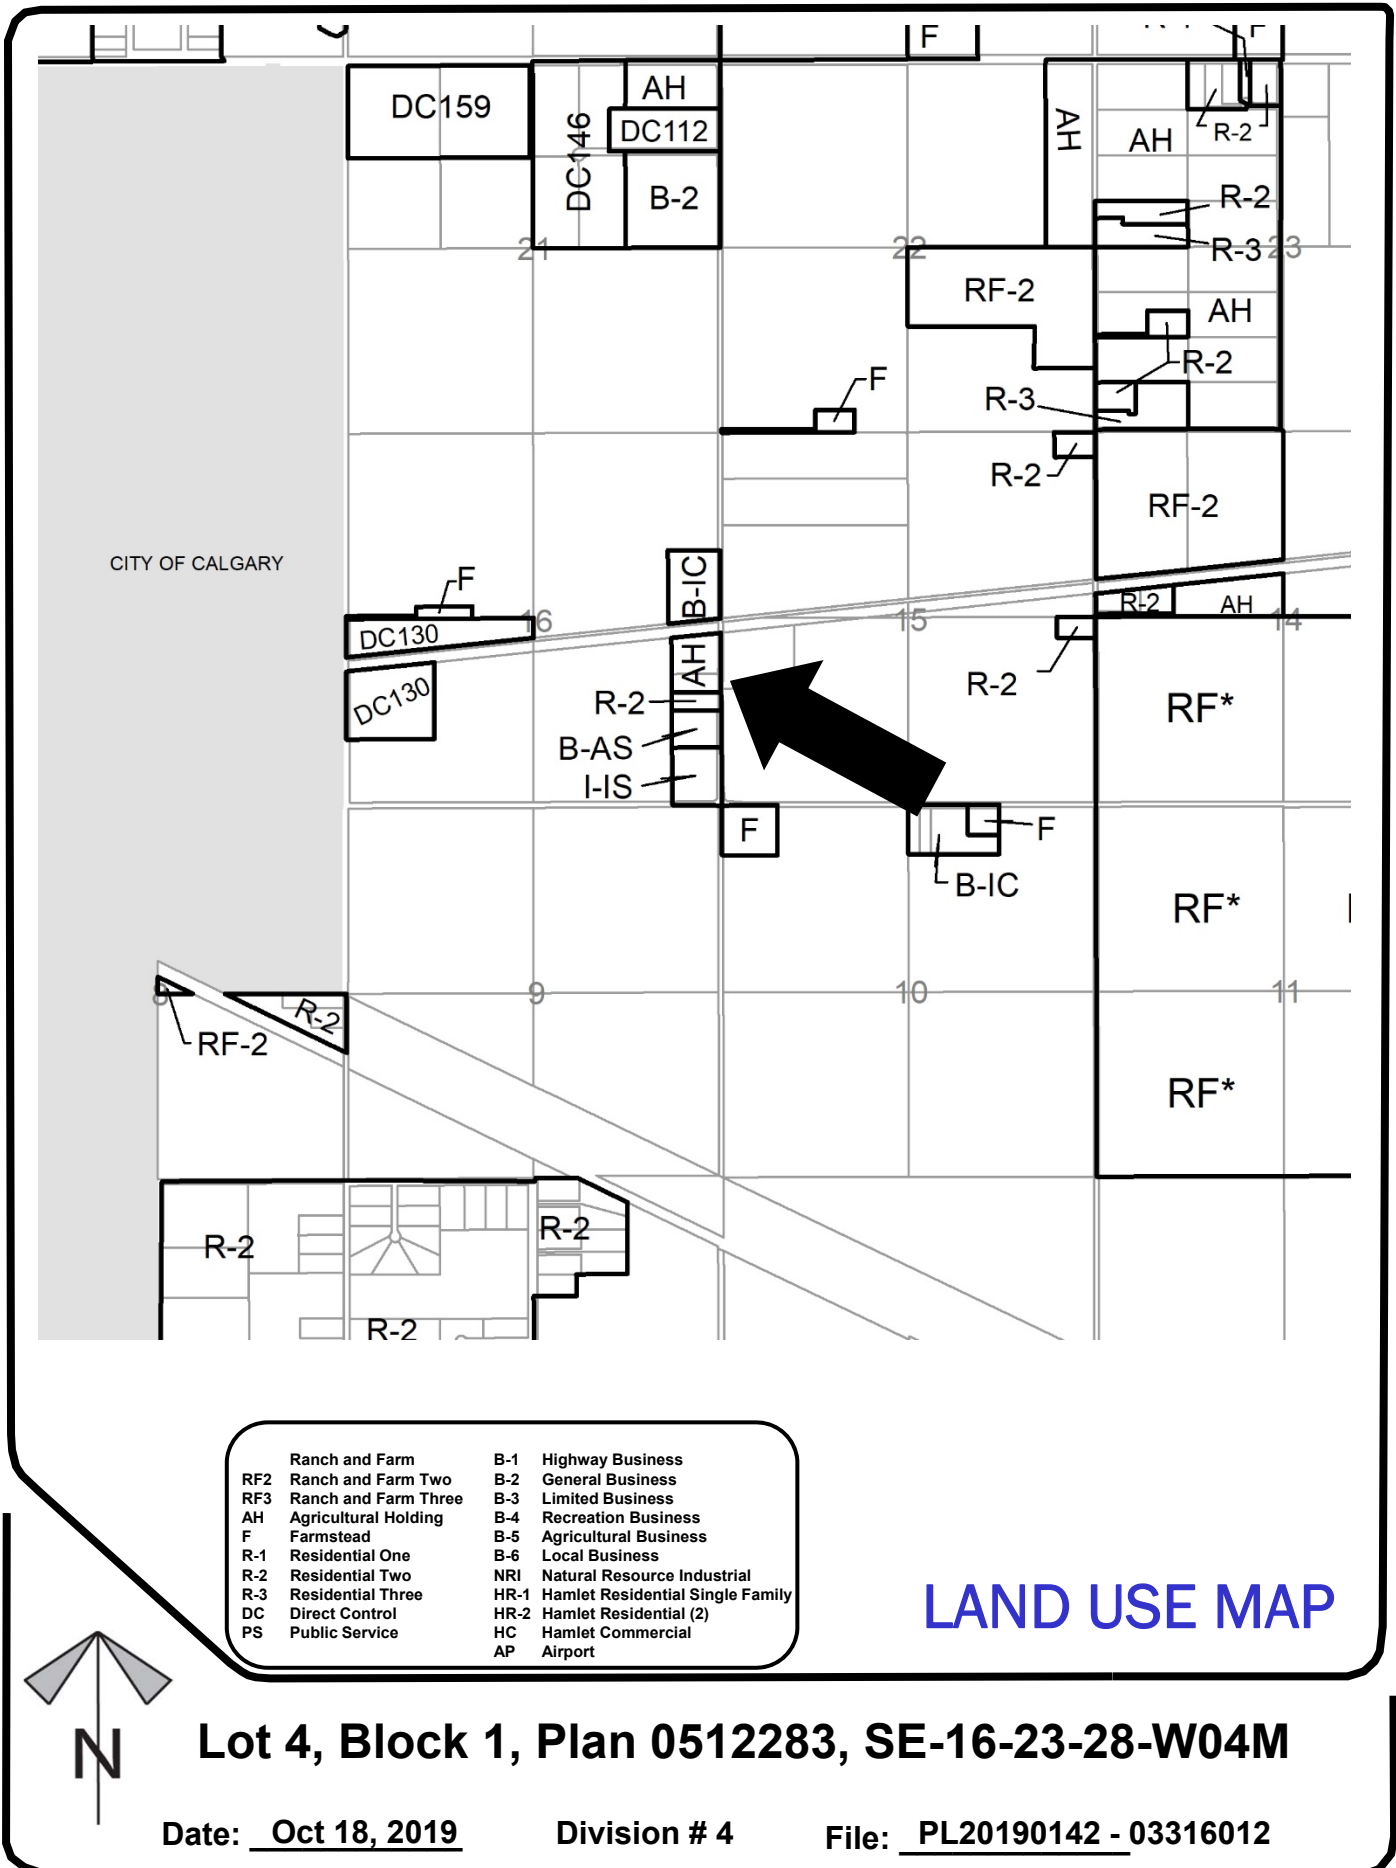 F
F
DC159
AH
DC112
DC146
B-2
AH
AH
R-2
R-2
R-3
21
22
23
RF-2
AH
R-2
F
R-3
R-2
RF-2
CITY OF CALGARY
F
B-IC
16
15
14
DC130
R-2
AH
DC130
AH
R-2
R-2
RF*
B-AS
I-IS
F
F
B-IC
RF*
8
9
10
11
R-2
RF-2
RF*
R-2
R-2
R-2
Ranch and Farm
RF2 Ranch and Farm Two
RF3 Ranch and Farm Three
AH Agricultural Holding
F Farmstead
R-1 Residential One
R-2 Residential Two
R-3 Residential Three
DC Direct Control
PS Public Service
B-1 Highway Business
B-2 General Business
B-3 Limited Business
B-4 Recreation Business
B-5 Agricultural Business
B-6 Local Business
NRI Natural Resource Industrial
HR-1 Hamlet Residential Single Family
HR-2 Hamlet Residential (2)
HC Hamlet Commercial
AP Airport
LAND USE MAP
N
Lot 4, Block 1, Plan 0512283, SE-16-23-28-W04M
Date: Oct 18, 2019 Division # 4 File: PL20190142 - 03316012